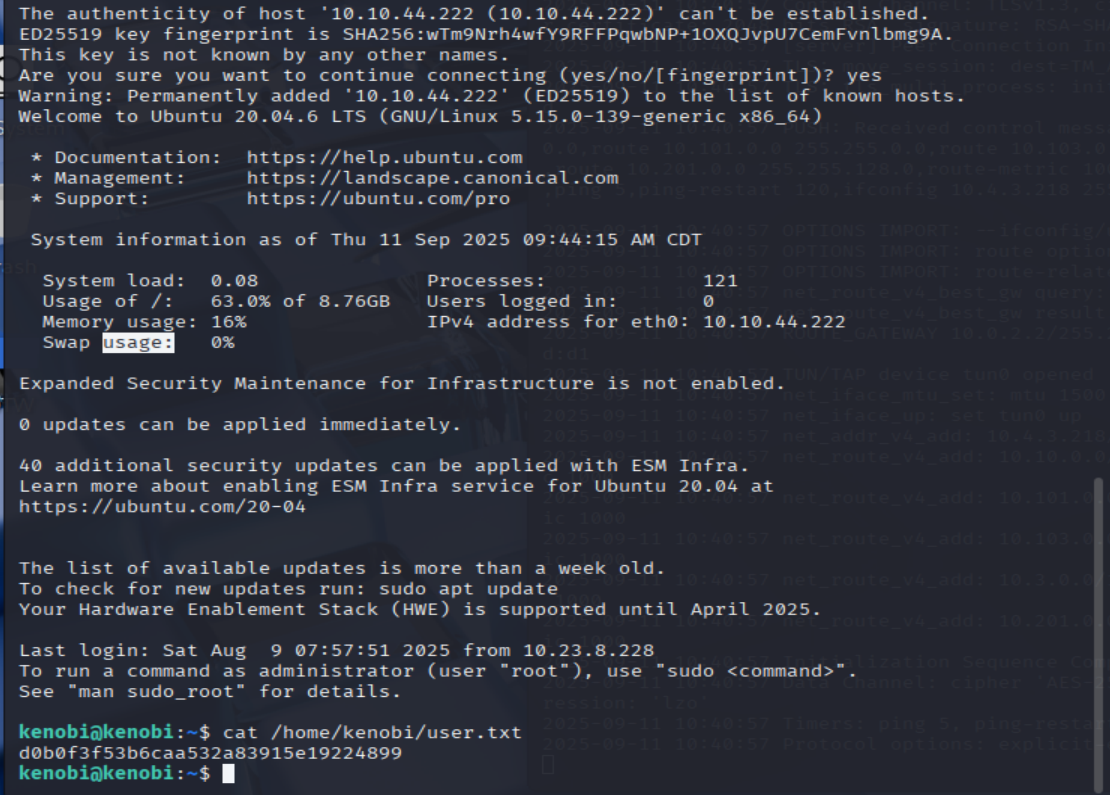 The authenticity of host '10.10.44.222 (10.10.44.222)' can't be established.
ED25519 key fingerprint is SHA256:wTm9Nrh4wfY9RFFPqwbNP+1OXQJvpU7CemFvnlbmg9A.
This key is not known by any other names.
Are you sure you want to continue connecting (yes/no/[fingerprint])? yes
Warning: Permanently added '10.10.44.222' (ED25519) to the list of known hosts.
Welcome to Ubuntu 20.04.6 LTS (GNU/Linux 5.15.0-139-generic x86_64)
 * Documentation:  https://help.ubuntu.com
 * Management:     https://landscape.canonical.com
 * Support:        https://ubuntu.com/pro
System information as of Thu 11 Sep 2025 09:44:15 AM CDT
System load:  0.08              Processes:             121
Usage of /:   63.0% of 8.76GB   Users logged in:       0
Memory usage: 16%               IPv4 address for eth0: 10.10.44.222
Swap usage:   0%
Expanded Security Maintenance for Infrastructure is not enabled.
0 updates can be applied immediately.
40 additional security updates can be applied with ESM Infra.
Learn more about enabling ESM Infra service for Ubuntu 20.04 at
https://ubuntu.com/20-04
The list of available updates is more than a week old.
To check for new updates run: sudo apt update
Your Hardware Enablement Stack (HWE) is supported until April 2025.
Last login: Sat Aug  9 07:57:51 2025 from 10.23.8.228
To run a command as administrator (user "root"), use "sudo <command>".
See "man sudo_root" for details.
kenobi@kenobi:~$ cat /home/kenobi/user.txt
d0b0f3f53b6caa532a83915e19224899
kenobi@kenobi:~$